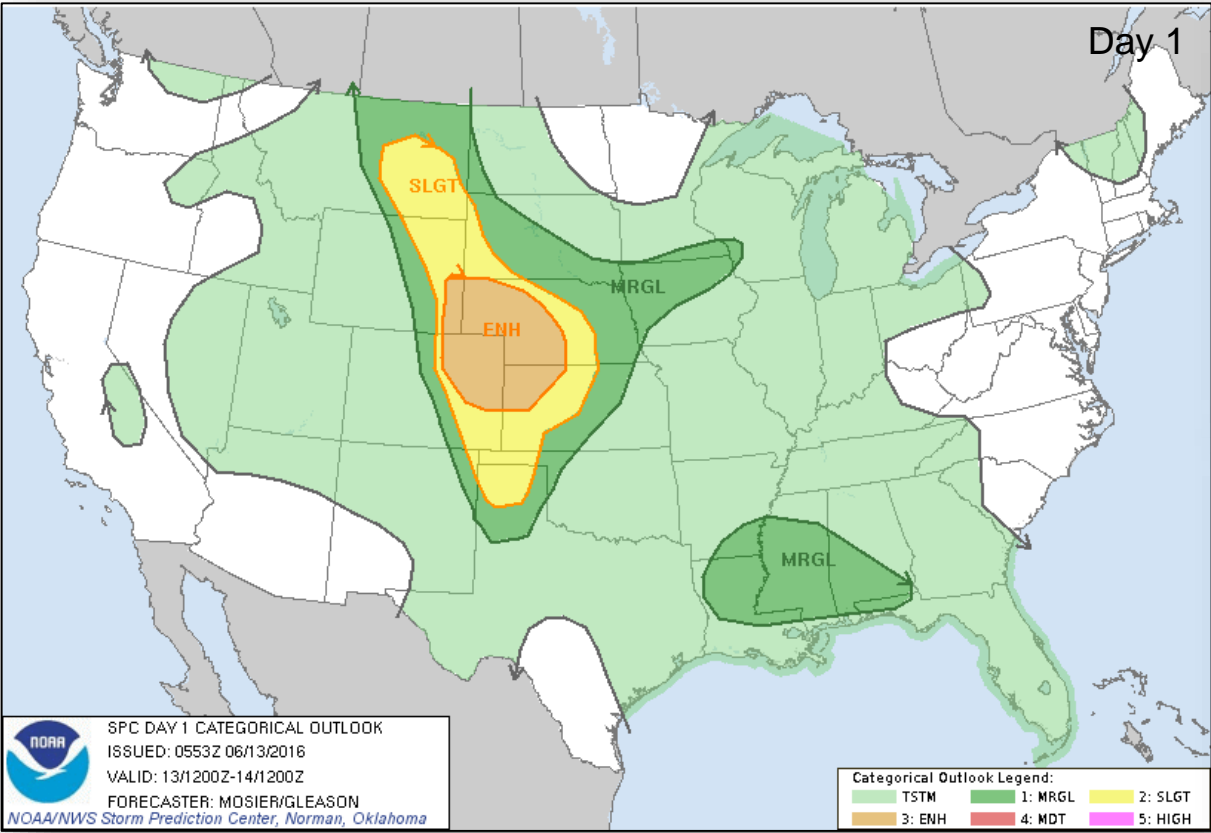 Day 1
SLGT
MRGL
ENH
MRGL
NOAA
SPC DAY 1 CATEGORICAL OUTLOOK
ISSUED: 0553Z 06/13/2016
VALID: 13/1200Z-14/1200Z
FORECASTER: MOSIER/GLEASON
NOAA/NWS Storm Prediction Center, Norman, Oklahoma
Categorical Outlook Legend:
TSTM 1: MRGL 2: SLGT
3: ENH 4: MDT 5: HIGH